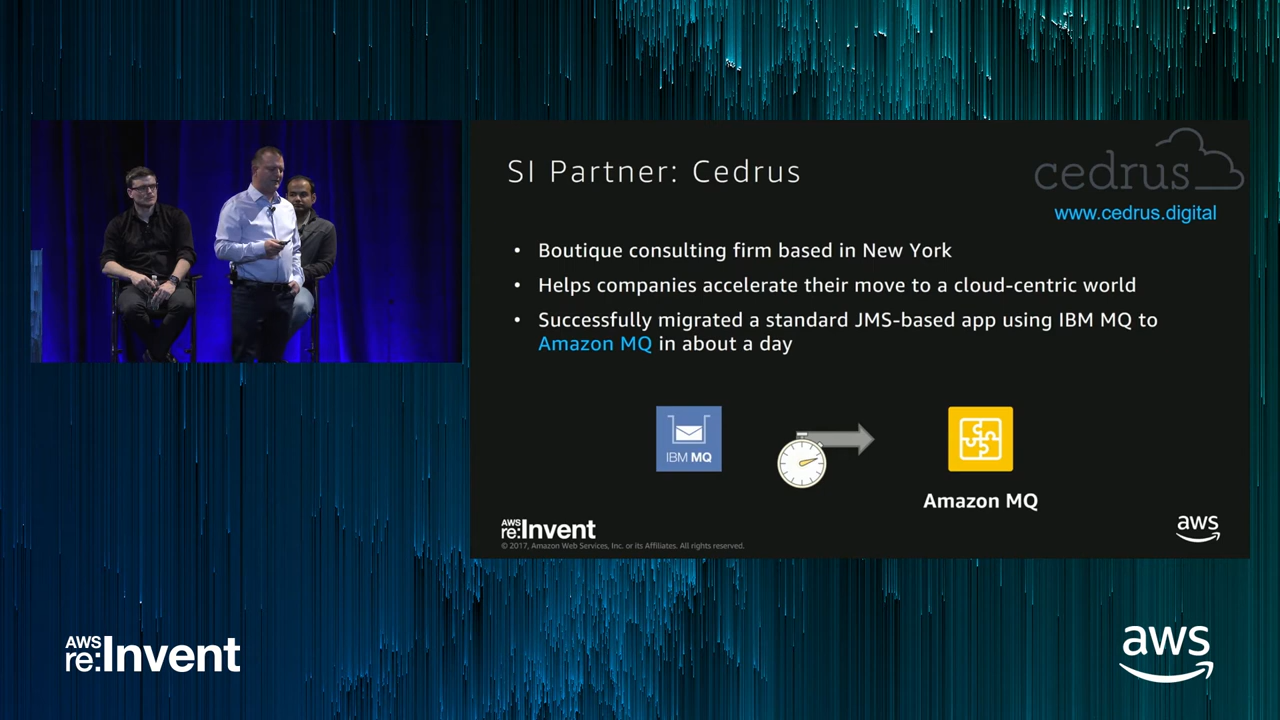 SI Partner: Cedrus
cedrus
www.cedrus.digital
• Boutique consulting firm based in New York
• Helps companies accelerate their move to a cloud-centric world
• Successfully migrated a standard JMS-based app using IBM MQ to
Amazon MQ in about a day
IBM MQ
Amazon MQ
AWS
re:Invent
© 2017, Amazon Web Services, Inc. or its Affiliates. All rights reserved.
aws
AWS
re:Invent
aws